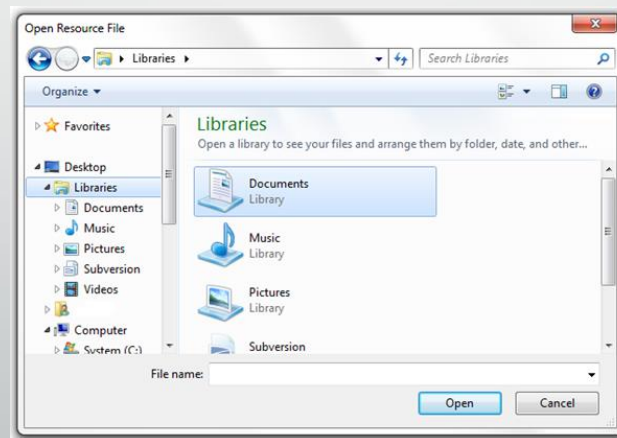 Open Resource File
Libraries
Search Libraries
Organize
Favorites
Desktop
Libraries
Documents
Music
Pictures
Subversion
Videos
Computer
System (C:)
Libraries
Open a library to see your files and arrange them by folder, date, and other...
Documents
Library
Music
Library
Pictures
Library
Subversion
File name:
Open
Cancel